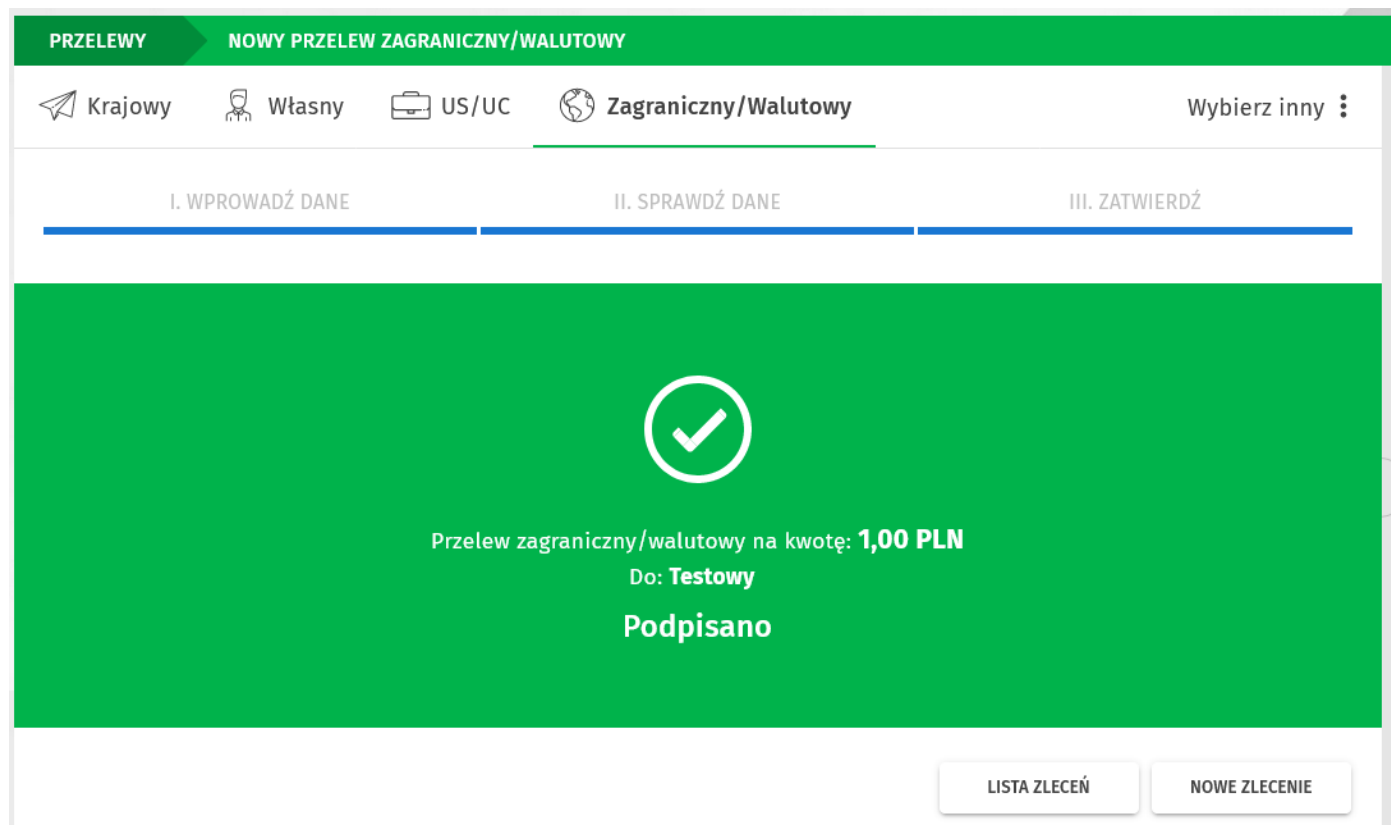 PRZELEWY NOWY PRZELEW ZAGRANICZNY/WALUTOWY
Krajowy Własny US/UC Zagraniczny/Walutowy Wybierz inny
I. WPROWADŹ DANE II. SPRAWDŹ DANE III. ZATWIERDŹ
Przelew zagraniczny/walutowy na kwotę: 1,00 PLN
Do: Testowy
Podpisano
LISTA ZLECEŃ NOWE ZLECENIE